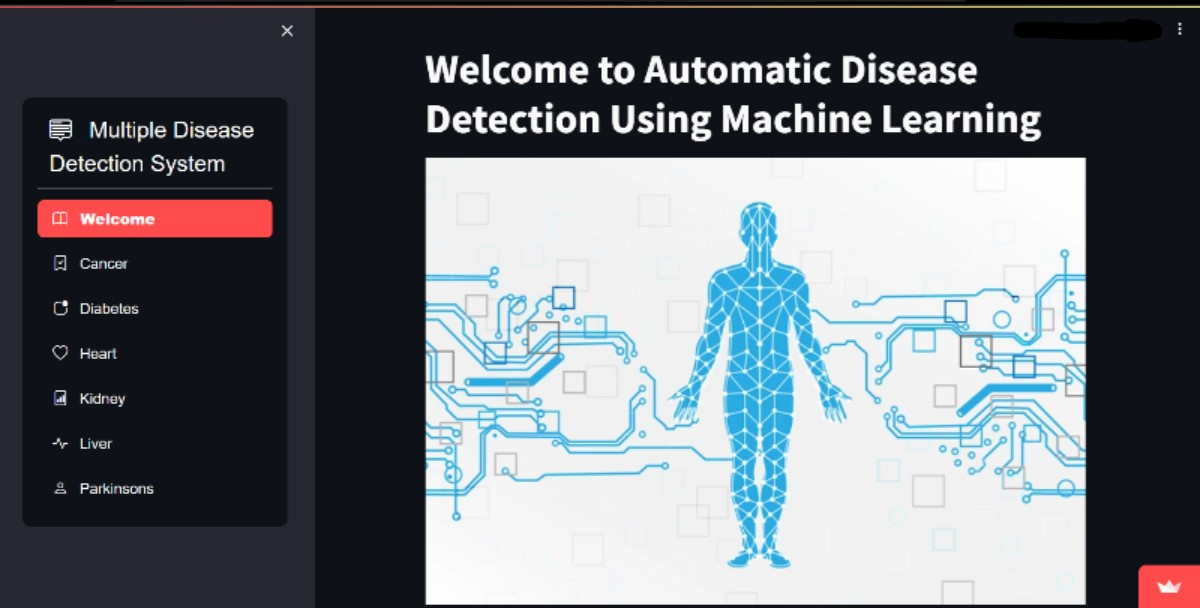 Multiple Disease
Detection System
Welcome
Cancer
Diabetes
Heart
Kidney
Liver
Parkinsons
Welcome to Automatic Disease
Detection Using Machine Learning